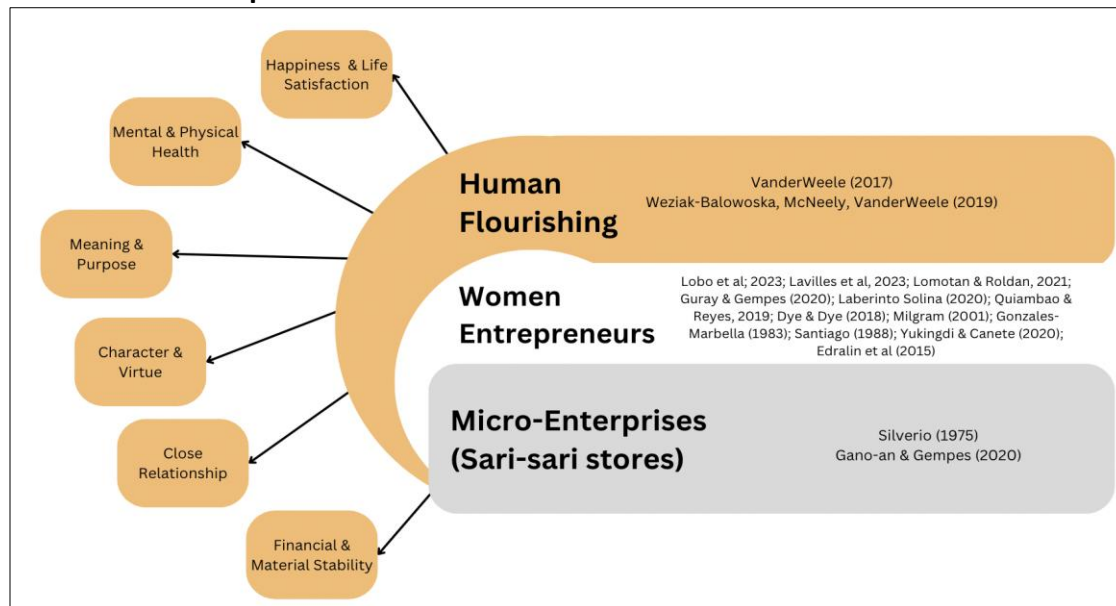 Happiness & Life
Satisfaction
Mental & Physical
Health
Meaning &
Purpose
Character &
Virtue
Close
Relationship
Financial &
Material Stability
Human
Flourishing
VanderWeele (2017)
Weziak-Balowoska, McNeely, VanderWeele (2019)
Women
Entrepreneurs
Lobo et al; 2023; Lavilles et al, 2023; Lomotan & Roldan, 2021;
Guray & Gempes (2020); Laberinto Solina (2020); Quiambao &
Reyes, 2019; Dye & Dye (2018); Milgram (2001); Gonzales-
Marbella (1983); Santiago (1988); Yukingdi & Canete (2020);
Edralin et al (2015)
Micro-Enterprises
(Sari-sari stores)
Silverio (1975)
Gano-an & Gempes (2020)